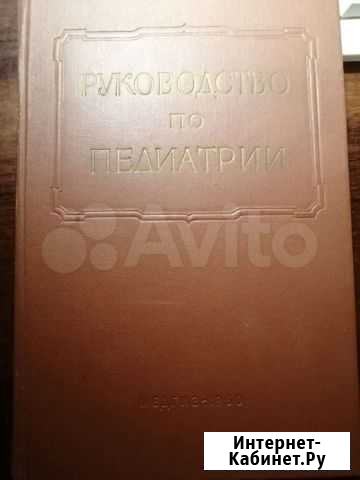 РУКОВОДСТВО
ПО
ПЕДИАТРИИ
Avito
Интернет-
Кабинет.Ру